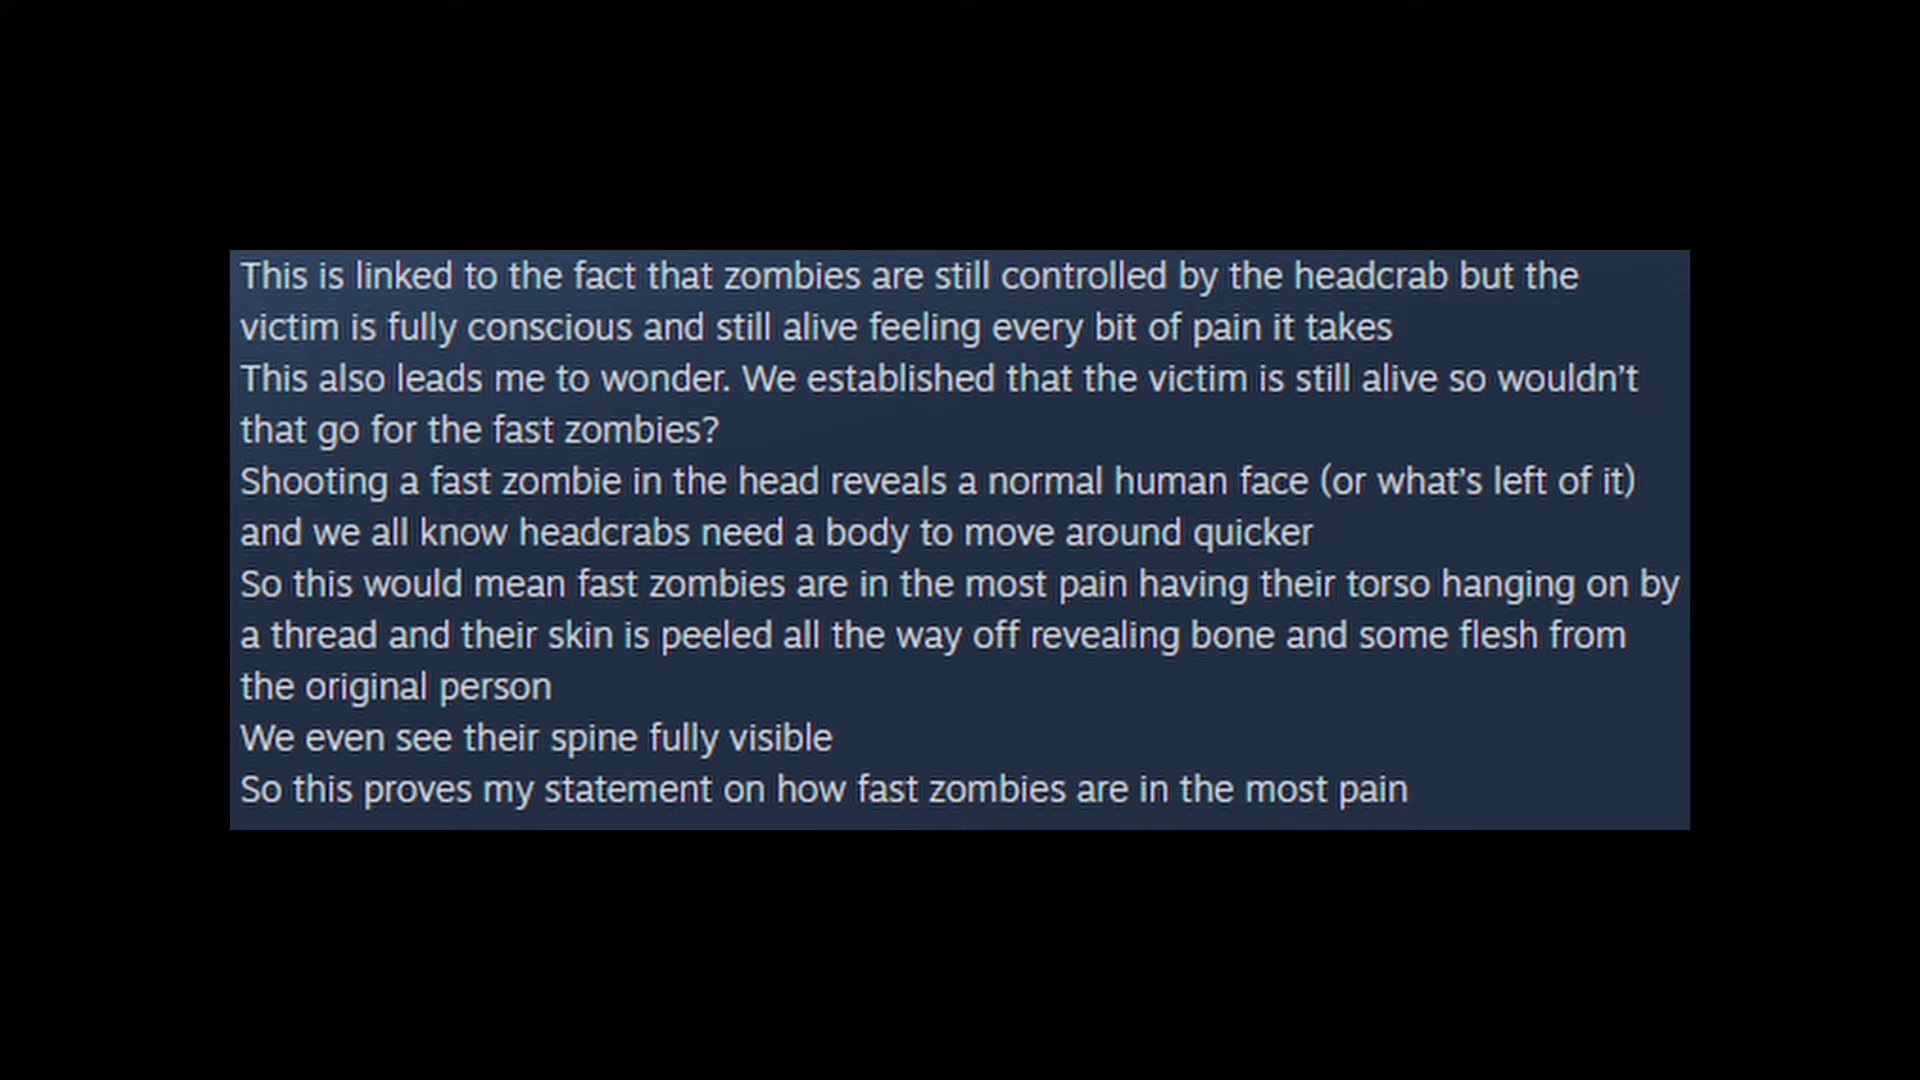 This is linked to the fact that zombies are still controlled by the headcrab but the
victim is fully conscious and still alive feeling every bit of pain it takes
This also leads me to wonder. We established that the victim is still alive so wouldn’t
that go for the fast zombies?
Shooting a fast zombie in the head reveals a normal human face (or what’s left of it)
and we all know headcrabs need a body to move around quicker
So this would mean fast zombies are in the most pain having their torso hanging on by
a thread and their skin is peeled all the way off revealing bone and some flesh from
the original person
We even see their spine fully visible
So this proves my statement on how fast zombies are in the most pain